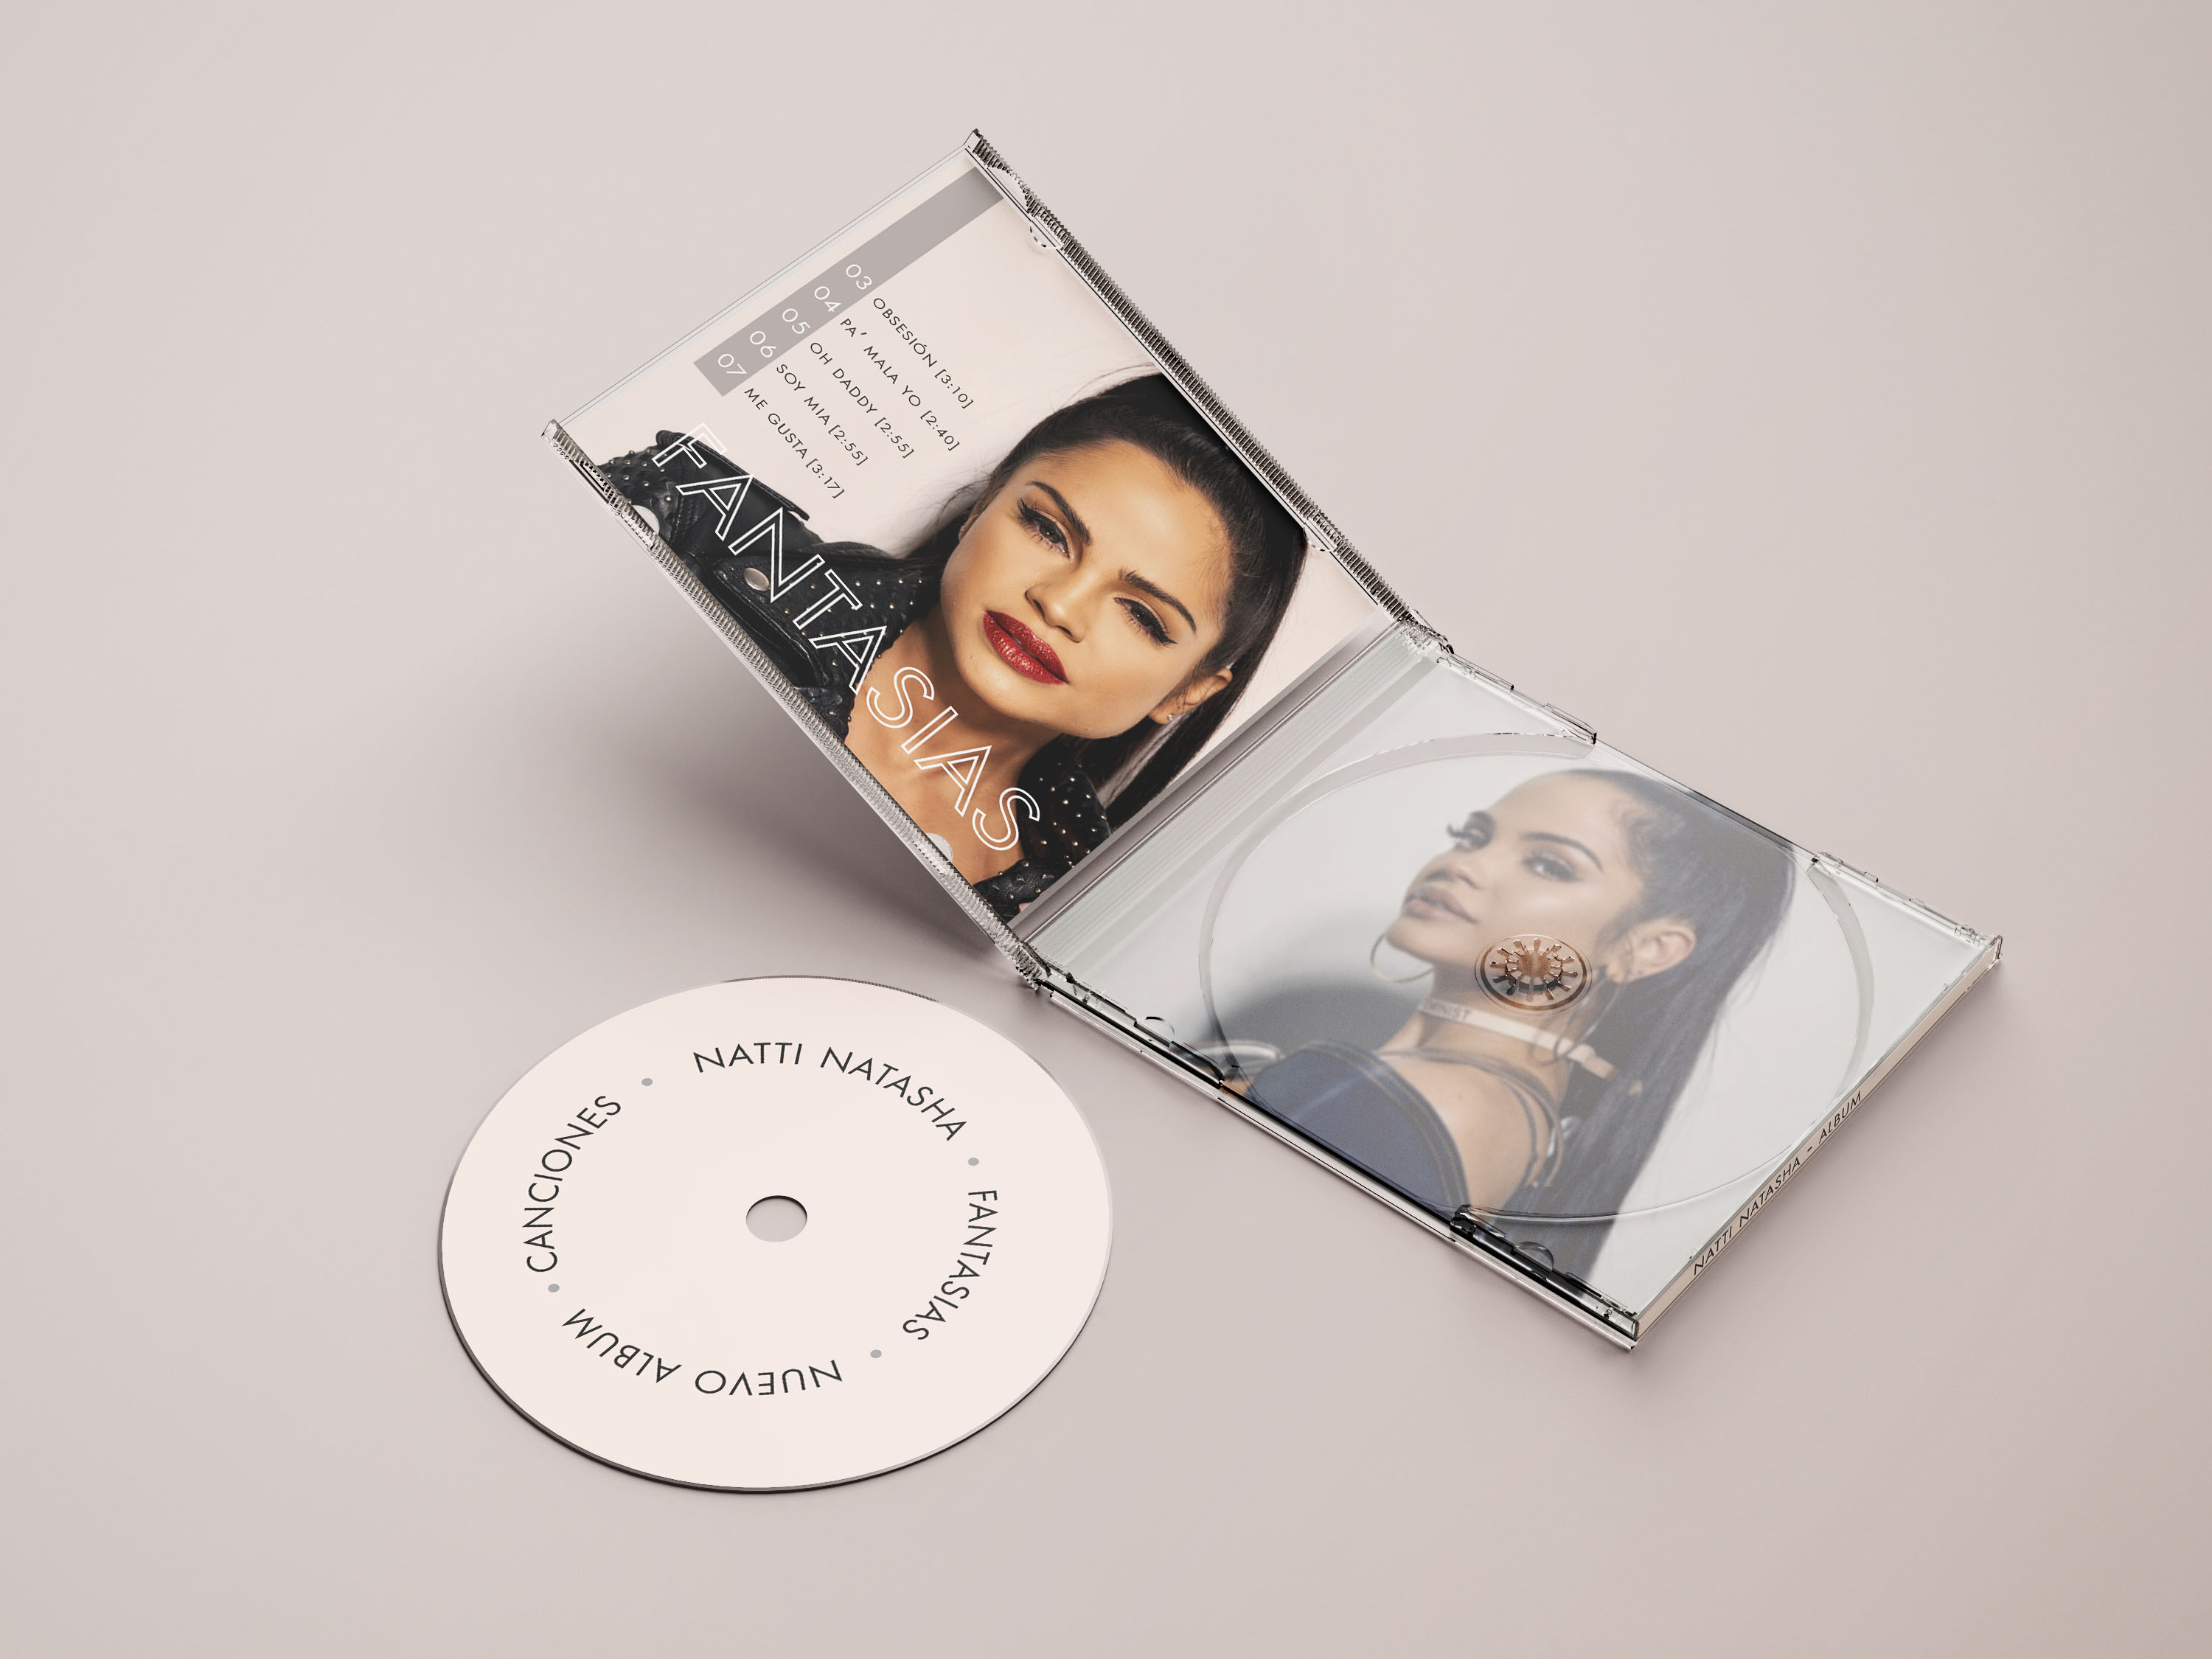 03 OBSESIÓN [3:10]
04 PA' MALA YO [2:40]
05 OH DADDY [2:55]
06 SOY MIA [2:55]
07 ME GUSTA [3:17]
FANTASIAS
NATTI NATASHA • FANTASIAS • NUEVO ALBUM • CANCIONES •
NATTI NATASHA - ALBUM